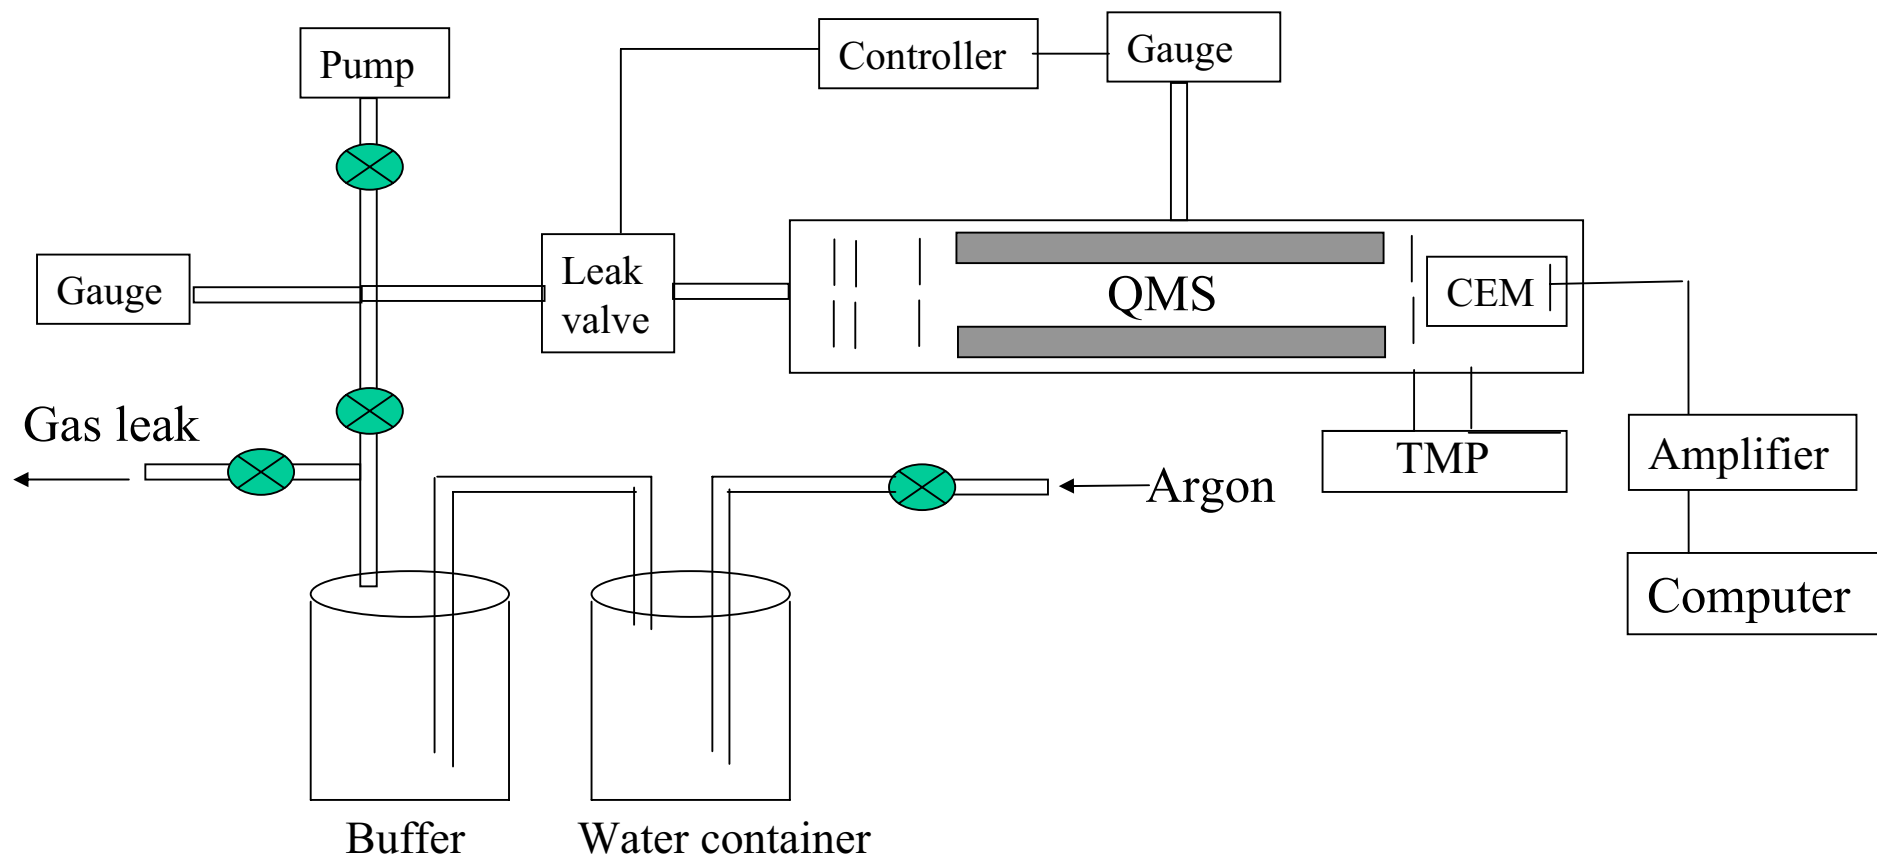 Pump
Controller
Gauge
Gauge
Leak
valve
QMS
CEM
Gas leak
Argon
TMP
Amplifier
Computer
Buffer
Water container